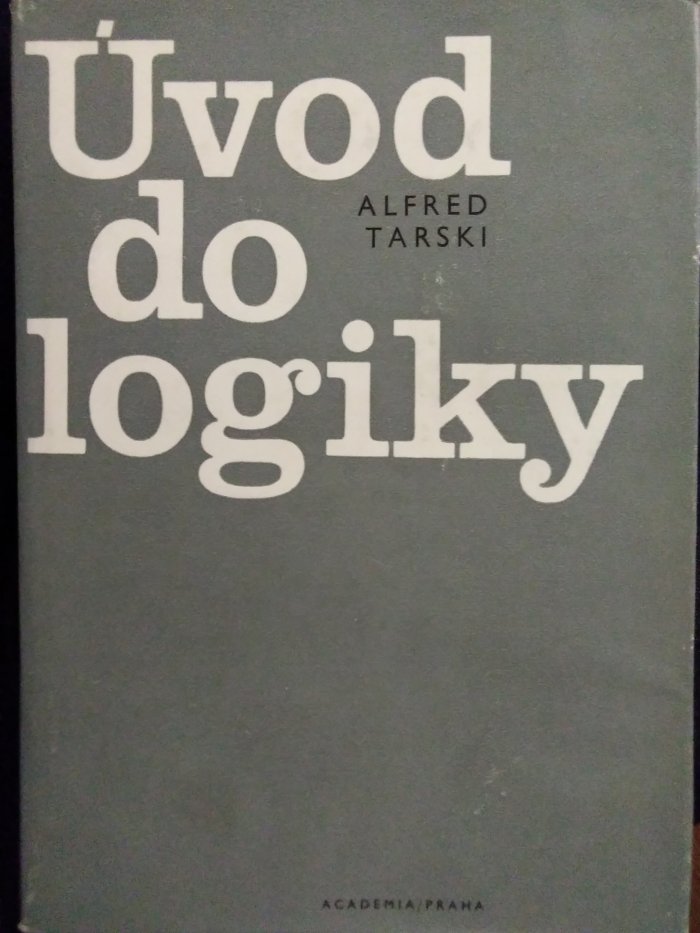 Úvod
ALFRED
TARSKI
do
logiky
ACADEMIA/PRAHA